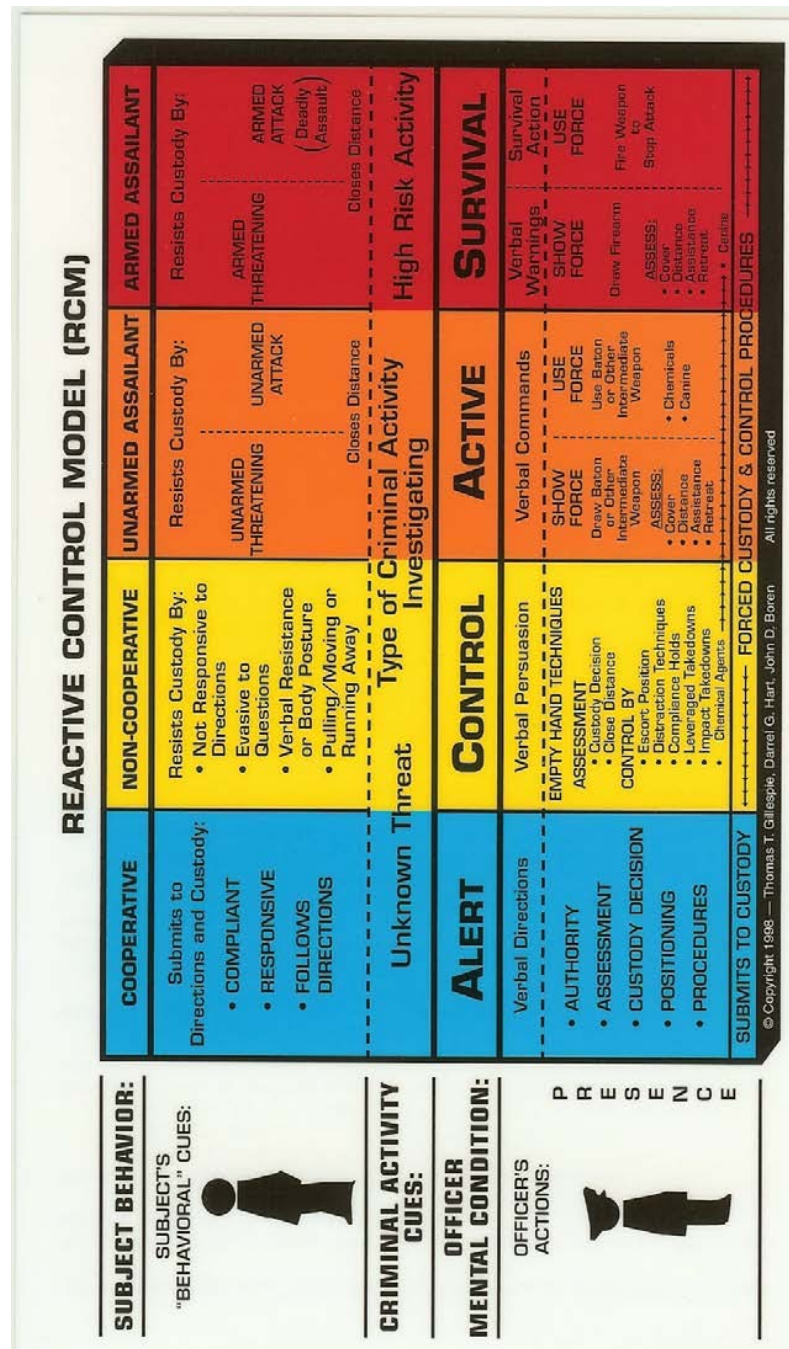 REACTIVE CONTROL MODEL (RCM)
SUBJECT BEHAVIOR:
COOPERATIVE
NON-COOPERATIVE
UNARMED ASSAILANT
ARMED ASSAILANT
SUBJECT'S
"BEHAVIORAL" CUES:
Submits to
Directions and Custody:
• COMPLIANT
• RESPONSIVE
• FOLLOWS
DIRECTIONS
Resists Custody By:
• Not Responsive to
Directions
• Evasive to
Questions
• Verbal Resistance
or Body Posture
• Pulling/Moving or
Running Away
Resists Custody By:
UNARMED
THREATENING
UNARMED
ATTACK
Closes Distance
Resists Custody By:
ARMED
THREATENING
ARMED
ATTACK
(Deadly
Assault)
Closes Distance
CRIMINAL ACTIVITY
CUES:
Unknown Threat
Type of Criminal Activity
Investigating
High Risk Activity
OFFICER
MENTAL CONDITION:
ALERT
CONTROL
ACTIVE
SURVIVAL
OFFICER'S
ACTIONS:
PRESENCE
Verbal Directions
• AUTHORITY
• ASSESSMENT
• CUSTODY DECISION
• POSITIONING
• PROCEDURES
Verbal Persuasion
EMPTY HAND TECHNIQUES
ASSESSMENT
• Custody Decision
• Close Distance
CONTROL BY
• Escort Position
• Distraction Techniques
• Compliance Holds
• Leveraged Takedowns
• Impact Takedowns
• Chemical Agents
Verbal Commands
SHOW
FORCE
Draw Baton
or Other
Intermediate
Weapon
ASSESS:
• Cover
• Distance
• Assistance
• Retreat
USE
FORCE
Use Baton
or Other
Intermediate
Weapon
• Chemicals
• Canine
Verbal
Warnings
SHOW
FORCE
Draw Firearm
ASSESS:
• Cover
• Distance
• Assistance
• Retreat
• Canine
Survival
Action
USE
FORCE
Fire Weapon
to
Stop Attack
SUBMITS TO CUSTODY
FORCED CUSTODY & CONTROL PROCEDURES
© Copyright 1998 — Thomas T. Gillespie, Darrel G. Hart, John D. Boren All rights reserved